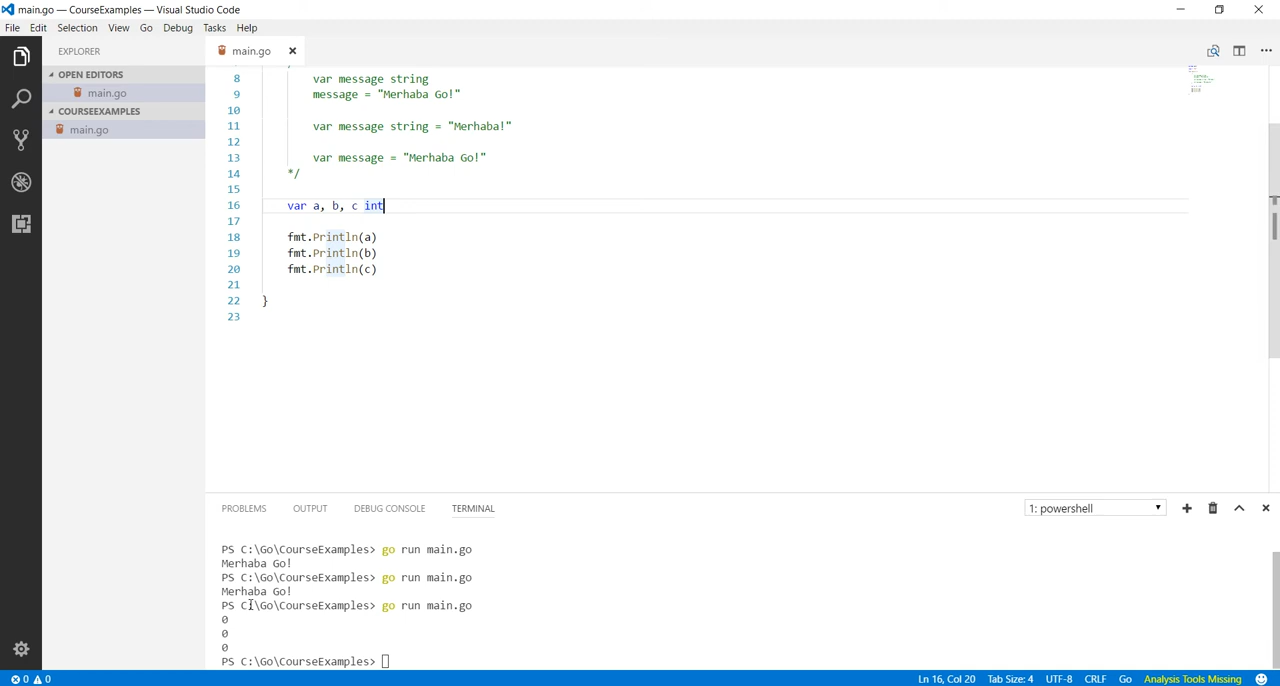 main.go — CourseExamples — Visual Studio Code
File Edit Selection View Go Debug Tasks Help
EXPLORER
main.go
OPEN EDITORS
main.go
COURSEEXAMPLES
main.go
8 var message string
9 message = "Merhaba Go!"
10
11 var message string = "Merhaba!"
12
13 var message = "Merhaba Go!"
14 */
15
16 var a, b, c int
17
18 fmt.Println(a)
19 fmt.Println(b)
20 fmt.Println(c)
21
22 }
23
PROBLEMS OUTPUT DEBUG CONSOLE TERMINAL 1: powershell
PS C:\Go\CourseExamples> go run main.go
Merhaba Go!
PS C:\Go\CourseExamples> go run main.go
Merhaba Go!
PS C:\Go\CourseExamples> go run main.go
0
0
0
PS C:\Go\CourseExamples>
0 0 Ln 16, Col 20 Tab Size: 4 UTF-8 CRLF Go Analysis Tools Missing